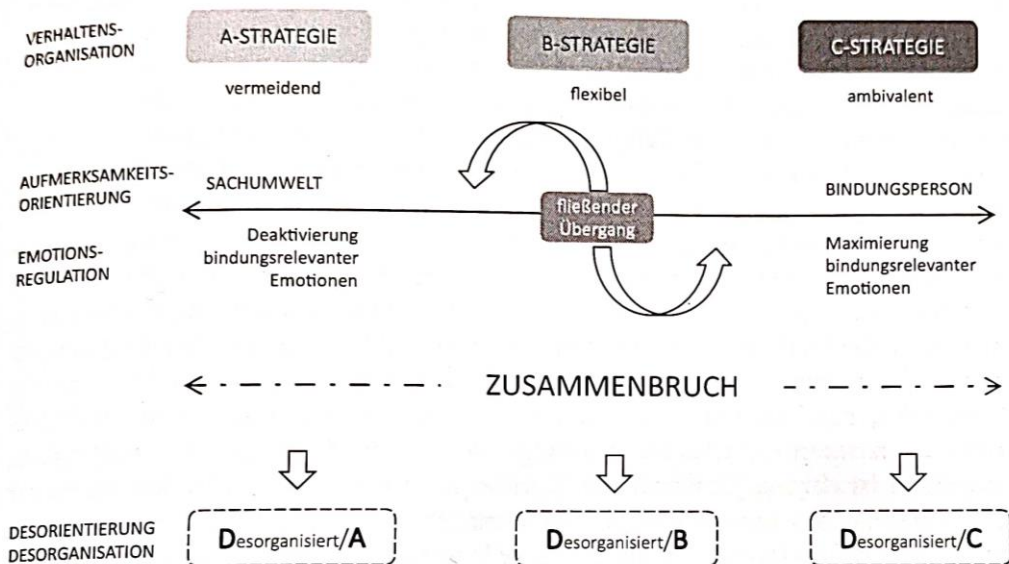 VERHALTENS-
ORGANISATION
A-STRATEGIE
B-STRATEGIE
C-STRATEGIE
vermeidend
flexibel
ambivalent
AUFMERKSAMKEITS-
ORIENTIERUNG
SACHUMWELT
BINDUNGSPERSON
fließender
Übergang
EMOTIONS-
REGULATION
Deaktivierung
bindungsrelevanter
Emotionen
Maximierung
bindungsrelevanter
Emotionen
ZUSAMMENBRUCH
DESORIENTIERUNG
DESORGANISATION
Desorganisiert/A
Desorganisiert/B
Desorganisiert/C